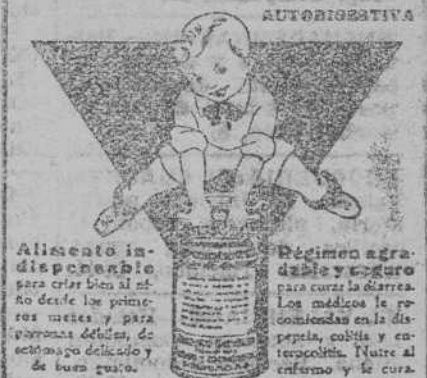 AUTODIGESTIVA
Alimento in-
dispensable
para criar bien al ni-
ño desde los prime-
ros meses y para
personas débiles, de
estómago delicado y
de buen gusto.
Régimen agra-
dable y seguro
para curar la diarrea.
Los médicos le re-
comiendan en la dis-
pepsia, colitis y en-
terocolitis. Nutre al
enfermo y le cura.